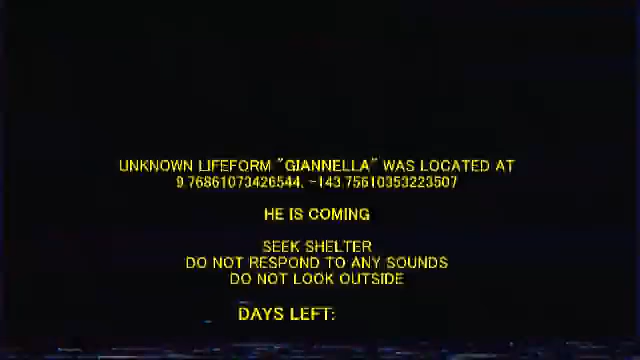 UNKNOWN LIFEFORM "GIANNELLA" WAS LOCATED AT
9.76861073426544, -143.75610353223507
HE IS COMING
SEEK SHELTER
DO NOT RESPOND TO ANY SOUNDS
DO NOT LOOK OUTSIDE
DAYS LEFT: